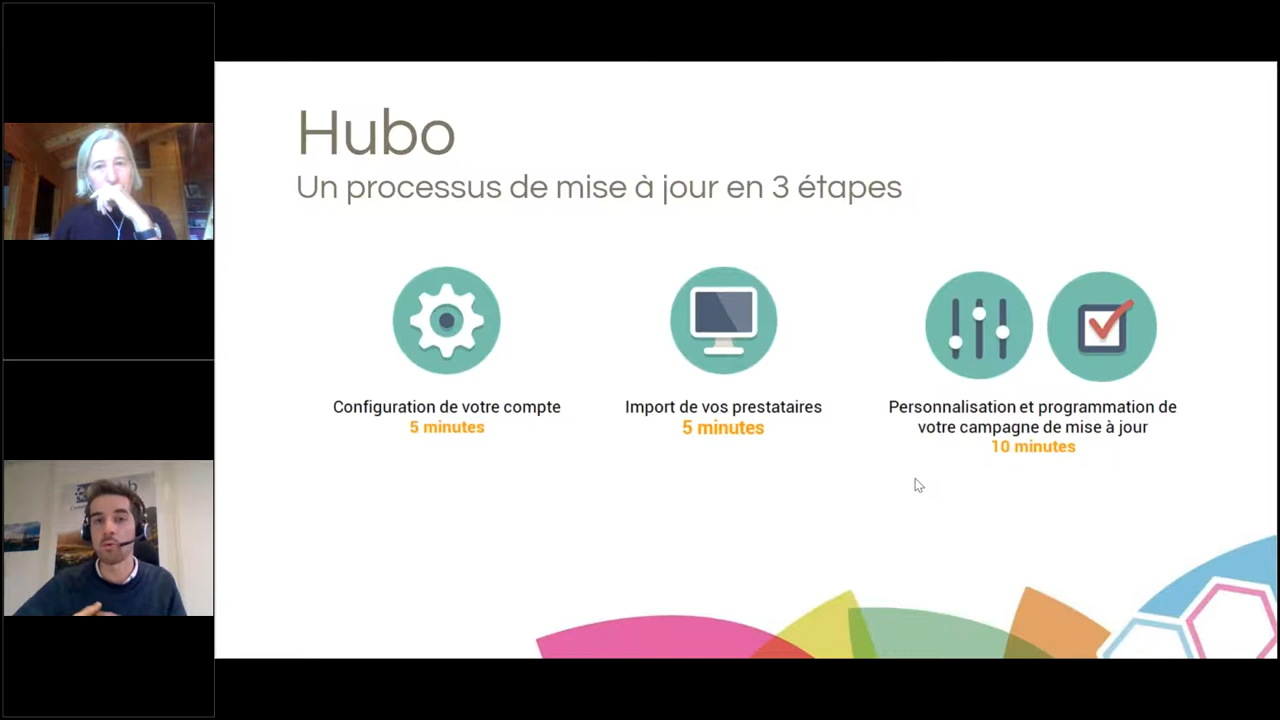 Hubo
Un processus de mise à jour en 3 étapes
Configuration de votre compte
5 minutes
Import de vos prestataires
5 minutes
Personnalisation et programmation de
votre campagne de mise à jour
10 minutes